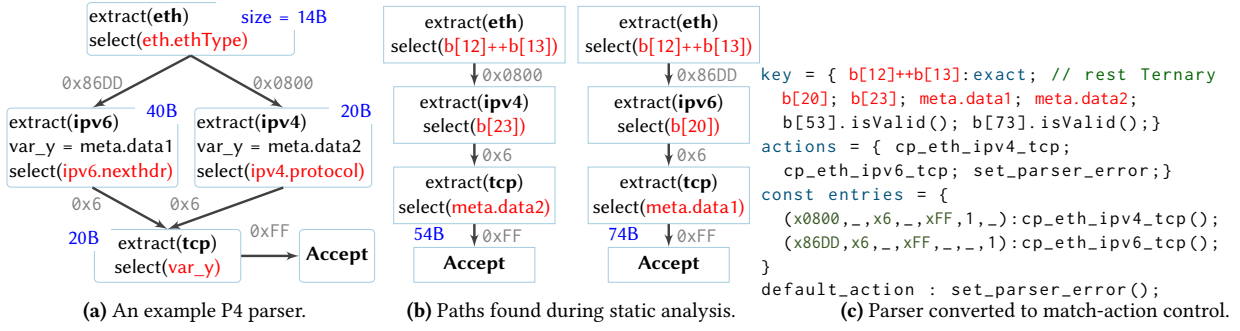 extract(eth) size = 14B
select(eth.ethType)
0x86DD 0x0800
40B 20B
extract(ipv6)
var_y = meta.data1
select(ipv6.nexthdr)
extract(ipv4)
var_y = meta.data2
select(ipv4.protocol)
0x6 0x6
20B
extract(tcp)
select(var_y)
0xFF
Accept
(a) An example P4 parser.
extract(eth)
select(b[12]++b[13])
0x0800
extract(ipv4)
select(b[23])
0x6
extract(tcp)
select(meta.data2)
54B 0xFF
Accept
extract(eth)
select(b[12]++b[13])
0x86DD
extract(ipv6)
select(b[20])
0x6
extract(tcp)
select(meta.data1)
74B 0xFF
Accept
(b) Paths found during static analysis.
key = { b[12]++b[13]:exact; // rest Ternary
b[20]; b[23]; meta.data1; meta.data2;
b[53].isValid(); b[73].isValid();}
actions = { cp_eth_ipv4_tcp;
cp_eth_ipv6_tcp; set_parser_error;}
const entries = {
(x0800,_,x6,_,xFF,1,_):cp_eth_ipv4_tcp();
(x86DD,x6,_,xFF,_,_,1):cp_eth_ipv6_tcp();
}
default_action : set_parser_error();
(c) Parser converted to match-action control.